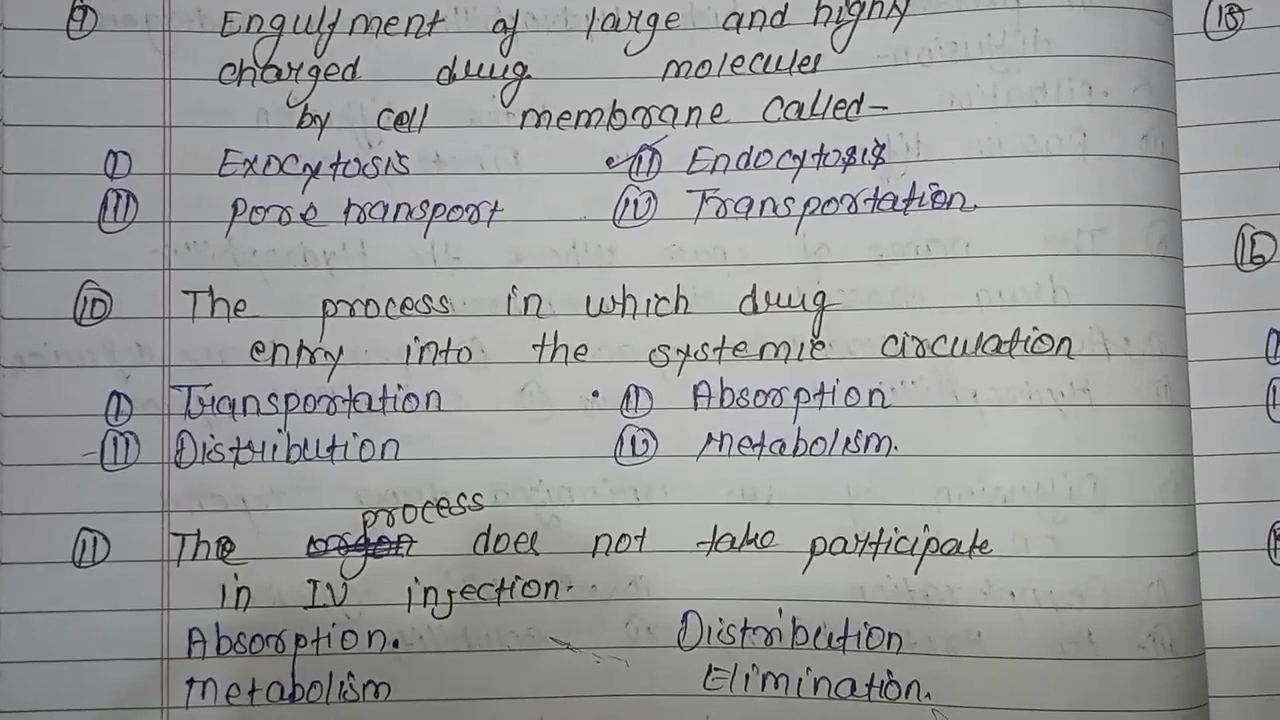 ⑨ Engulfment of large and highly
charged drug molecules
by cell membrane called-
Ⓘ Exocytosis Ⓘⓘ Endocytosis
ⒾⒾⒾ Pore transport ⒾⓋ Transportation
⑩ The process in which drug
entry into the systemic circulation
Ⓘ Transportation ⒾⒾ Absorption
ⒾⒾⒾ Distribution ⒾⓋ Metabolism.
process
⑪ The does not take participate
in IV injection.
Absorption. Distribution
Metabolism Elimination.
⑬
⑯